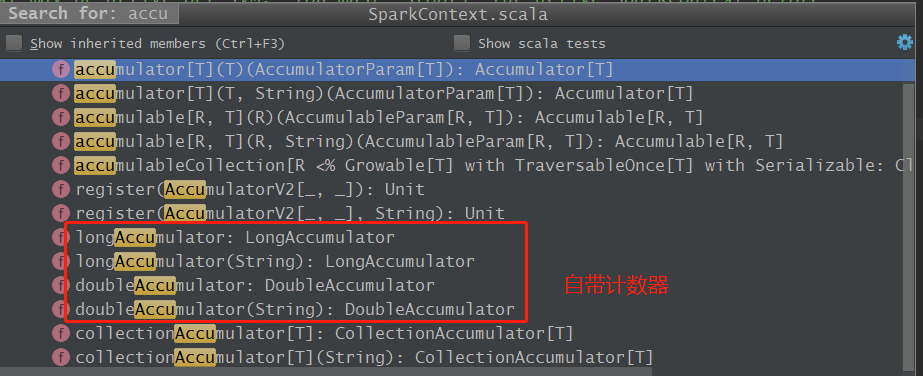 Search for: accu
SparkContext.scala
Show inherited members (Ctrl+F3)
Show scala tests
f accumulator[T](T)(AccumulatorParam[T]): Accumulator[T]
f accumulator[T](T, String)(AccumulatorParam[T]): Accumulator[T]
f accumulable[R, T](R)(AccumulableParam[R, T]): Accumulable[R, T]
f accumulable[R, T](R, String)(AccumulableParam[R, T]): Accumulable[R, T]
f accumulableCollection[R <% Growable[T] with TraversableOnce[T] with Serializable: Cl
f register(AccumulatorV2[_, _]): Unit
f register(AccumulatorV2[_, _], String): Unit
f longAccumulator: LongAccumulator
f longAccumulator(String): LongAccumulator
f doubleAccumulator: DoubleAccumulator
f doubleAccumulator(String): DoubleAccumulator
自带计数器
f collectionAccumulator[T]: CollectionAccumulator[T]
f collectionAccumulator[T](String): CollectionAccumulator[T]